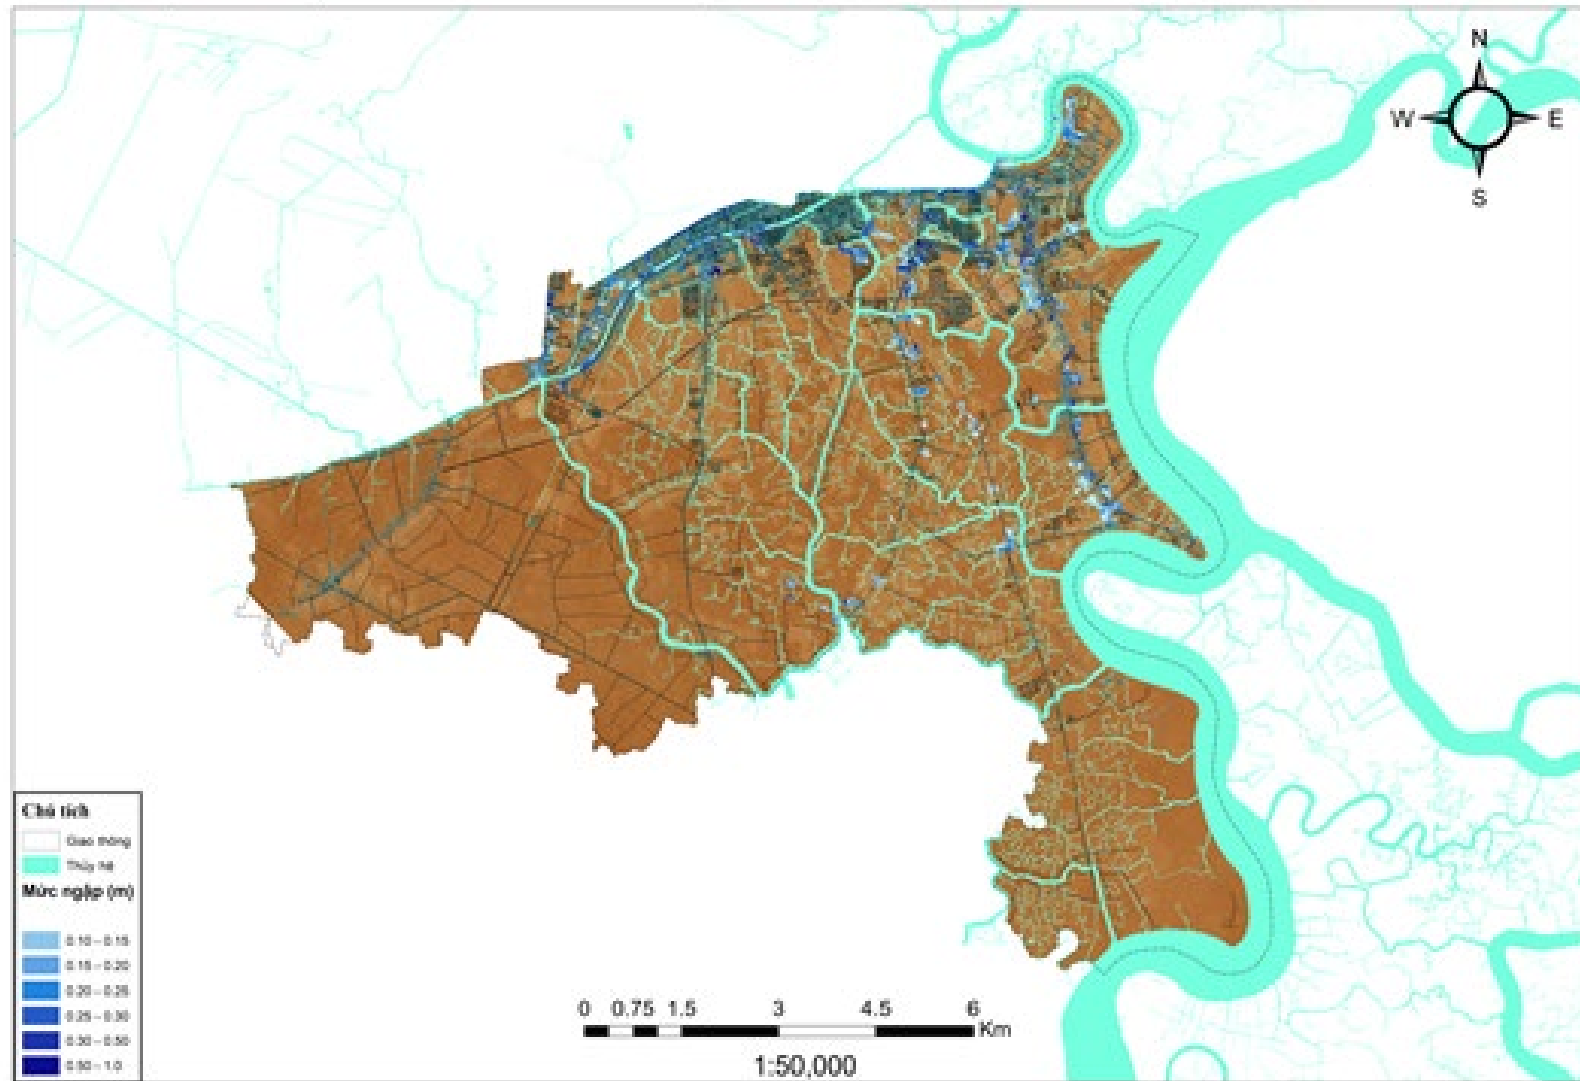 N
W
E
S
Chú tích
Giao thông
Thủy hệ
Mức ngập (m)
0.10 – 0.15
0.15 – 0.20
0.20 – 0.25
0.25 – 0.30
0.30 – 0.50
0.50 – 1.0
0 0.75 1.5 3 4.5 6
Km
1:50,000